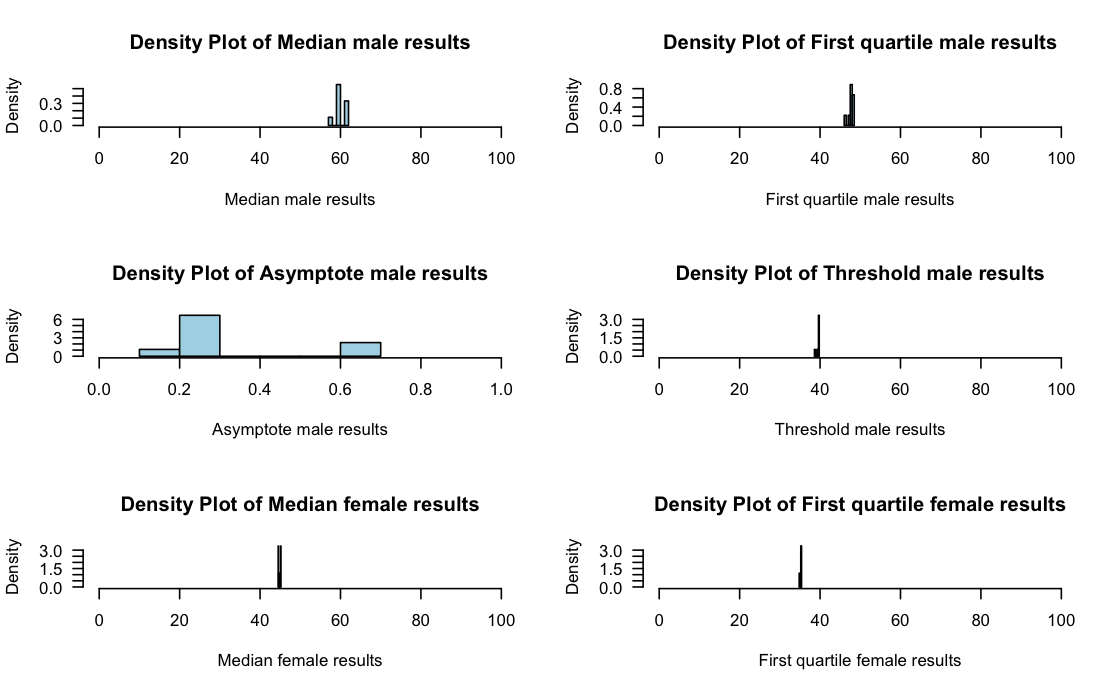 Density Plot of Median male results
Density
0.3
0.0
0 20 40 60 80 100
Median male results
Density Plot of First quartile male results
Density
0.8
0.4
0.0
0 20 40 60 80 100
First quartile male results
Density Plot of Asymptote male results
Density
6
3
0
0.0 0.2 0.4 0.6 0.8 1.0
Asymptote male results
Density Plot of Threshold male results
Density
3.0
1.5
0.0
0 20 40 60 80 100
Threshold male results
Density Plot of Median female results
Density
3.0
1.5
0.0
0 20 40 60 80 100
Median female results
Density Plot of First quartile female results
Density
3.0
1.5
0.0
0 20 40 60 80 100
First quartile female results